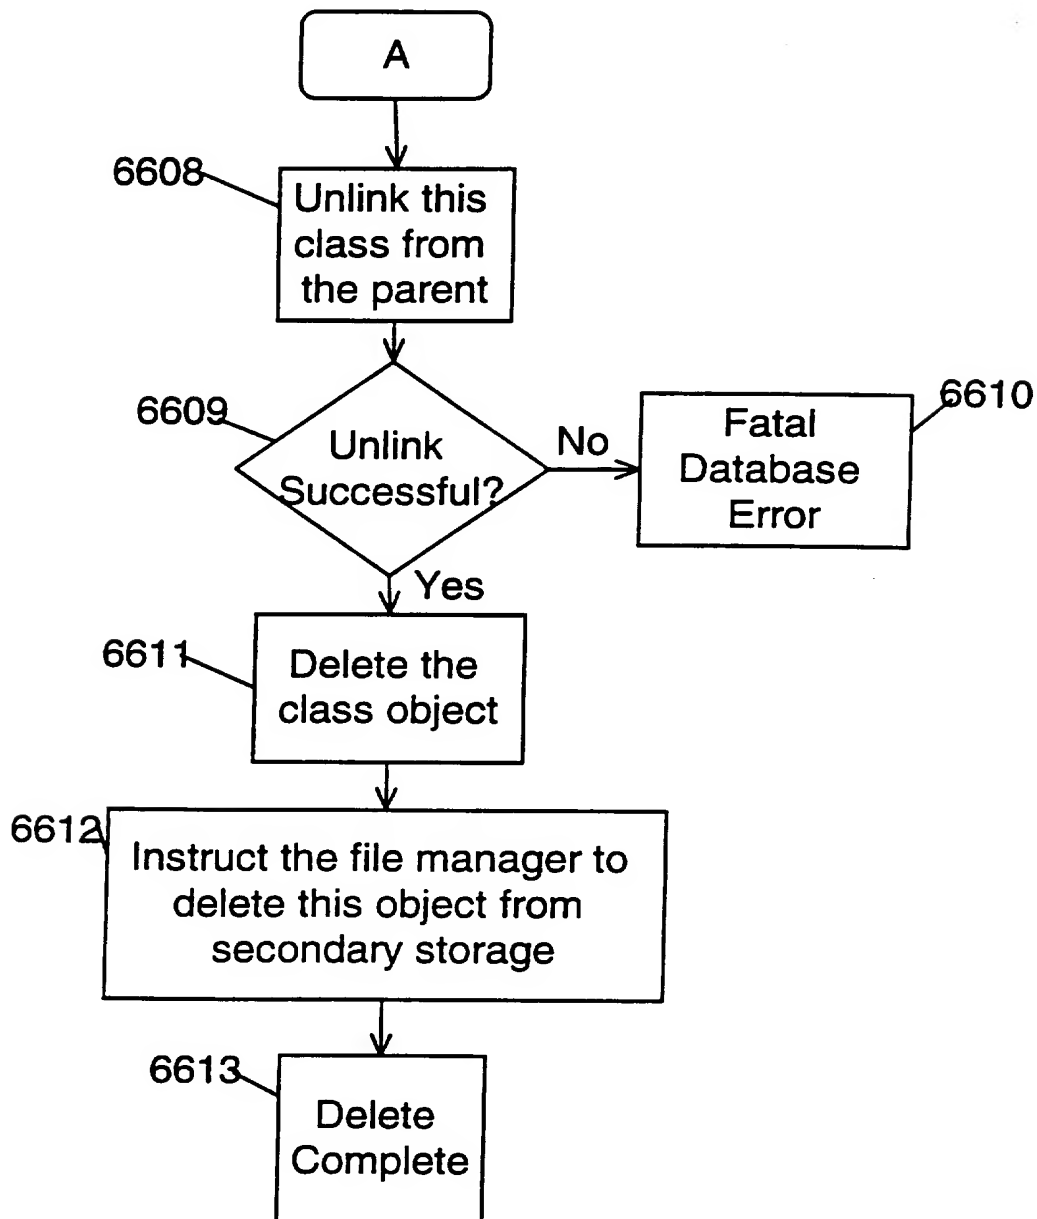 A
6608
Unlink this
class from
the parent
6609
Unlink
Successful?
No
6610
Fatal
Database
Error
Yes
6611
Delete the
class object
6612
Instruct the file manager to
delete this object from
secondary storage
6613
Delete
Complete